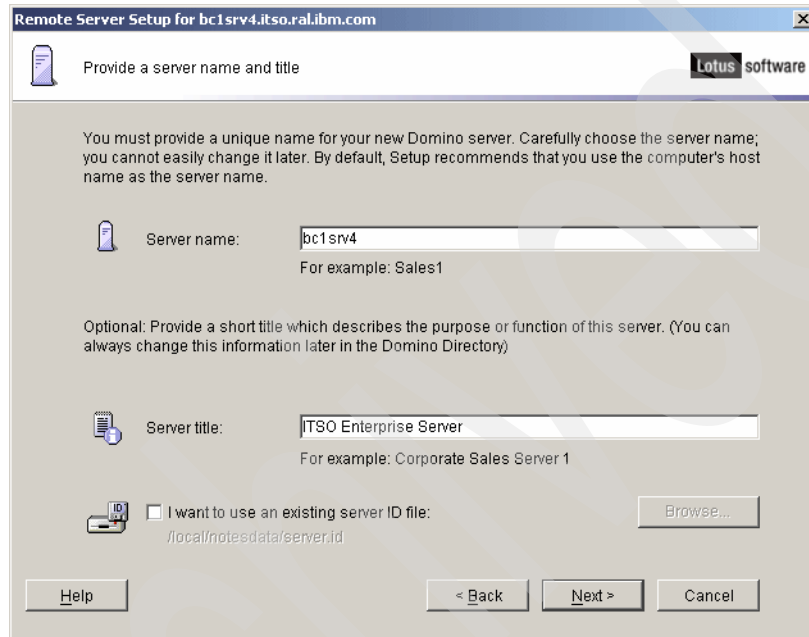 Remote Server Setup for bc1srv4.itso.ral.ibm.com
Provide a server name and title
Lotus software
You must provide a unique name for your new Domino server. Carefully choose the server name;
you cannot easily change it later. By default, Setup recommends that you use the computer's host
name as the server name.
Server name: bc1srv4
For example: Sales1
Optional: Provide a short title which describes the purpose or function of this server. (You can
always change this information later in the Domino Directory)
Server title: ITSO Enterprise Server
For example: Corporate Sales Server 1
I want to use an existing server ID file: Browse...
/local/notesdata/server.id
Help < Back Next > Cancel